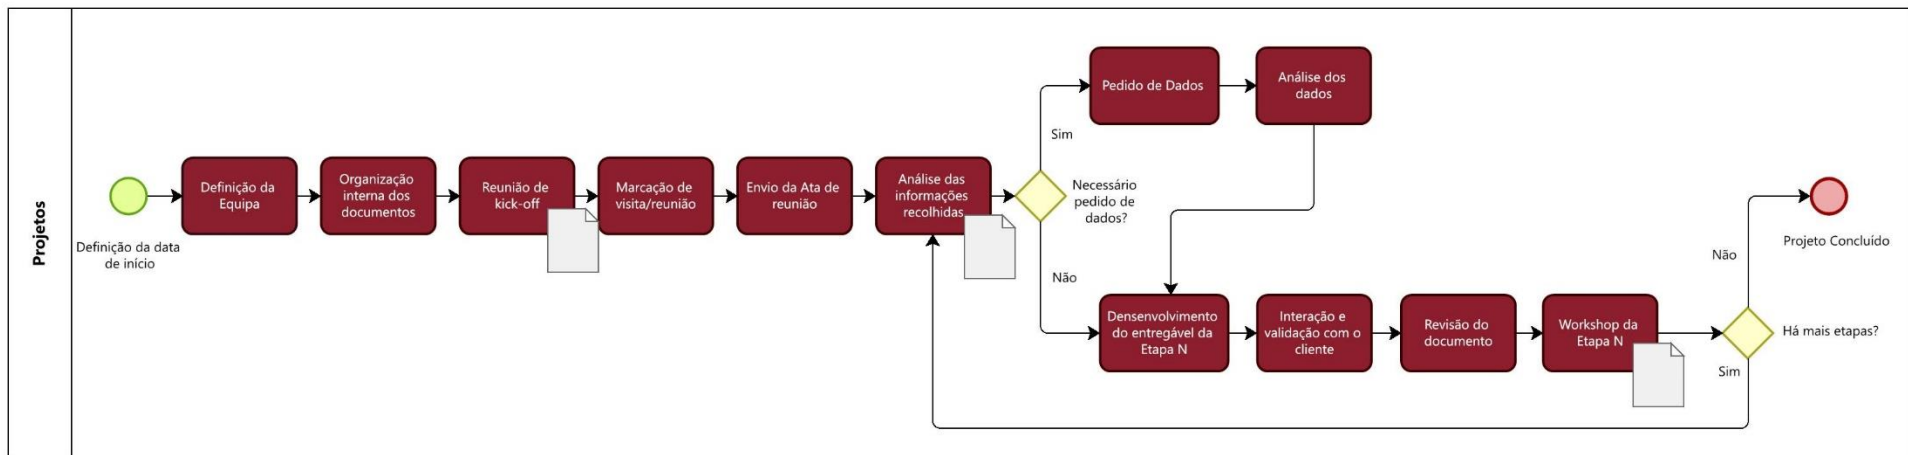 Projetos
Definição da data
de início
Definição da
Equipa
Organização
interna dos
documentos
Reunião de
kick-off
Marcação de
visita/reunião
Envio da Ata de
reunião
Análise das
informações
recolhidas
Necessário
pedido de
dados?
Sim
Pedido de Dados
Análise dos
dados
Não
Densenvolvimento
do entregável da
Etapa N
Interação e
validação com o
cliente
Revisão do
documento
Workshop da
Etapa N
Há mais etapas?
Sim
Não
Projeto Concluído